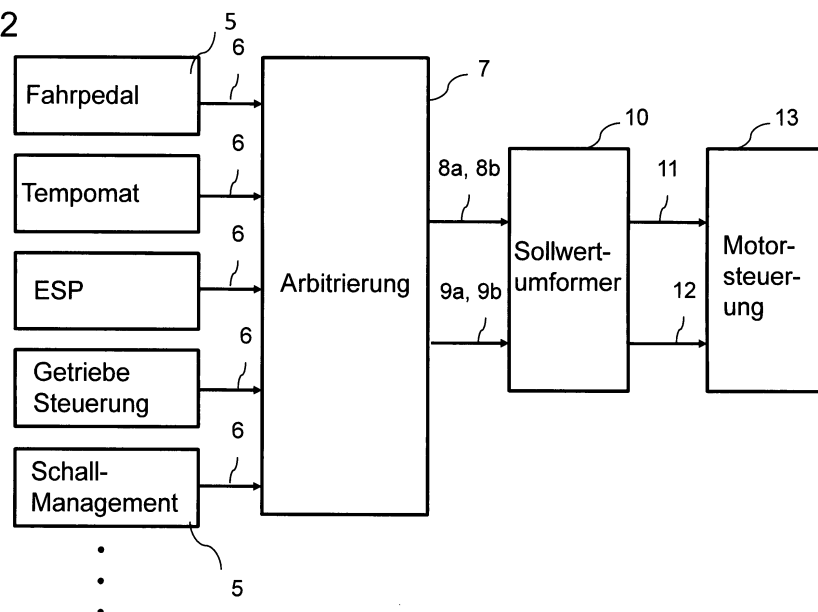 2
5
6
Fahrpedal
7
6
Tempomat
10
13
8a, 8b
11
6
ESP
Arbitrierung
Sollwert-
umformer
Motor-
steuer-
ung
9a, 9b
12
6
Getriebe
Steuerung
6
Schall-
Management
5